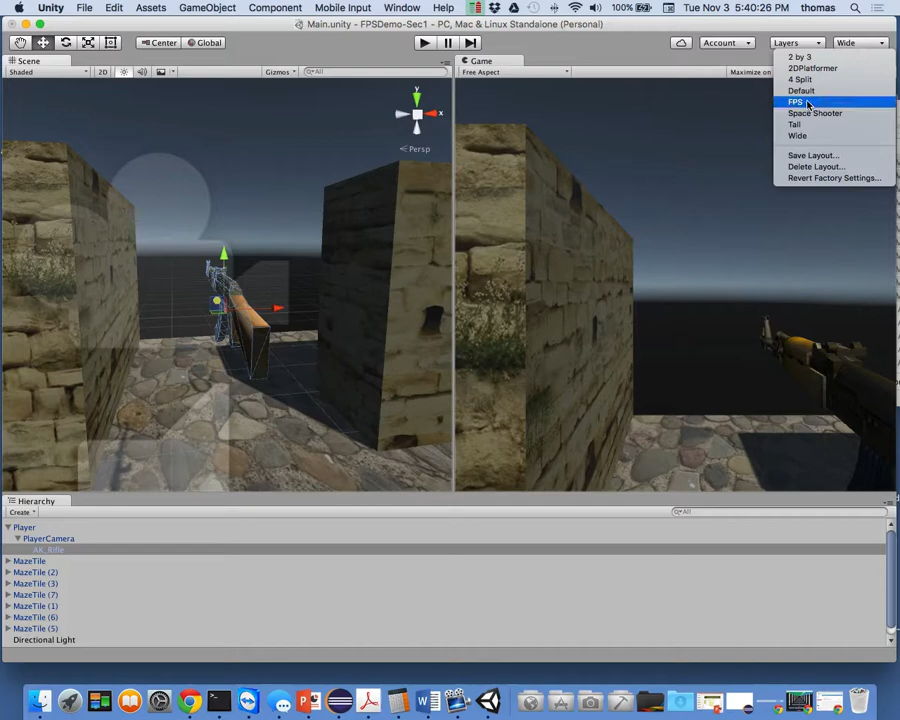 Unity File Edit Assets GameObject Component Mobile Input Window Help 100% Tue Nov 3 5:40:26 PM thomas
Main.unity - FPSDemo-Sec1 - PC, Mac & Linux Standalone (Personal)
Center Global Account Layers Wide
Scene
Shaded 2D Gizmos All
Game
Free Aspect Maximize on
2 by 3
2DPlatformer
4 Split
Default
FPS
Space Shooter
Tall
Wide
Save Layout...
Delete Layout...
Revert Factory Settings...
y
x
Persp
Hierarchy
Create All
Player
PlayerCamera
AK_Rifle
MazeTile
MazeTile (2)
MazeTile (3)
MazeTile (7)
MazeTile (1)
MazeTile (6)
MazeTile (5)
Directional Light